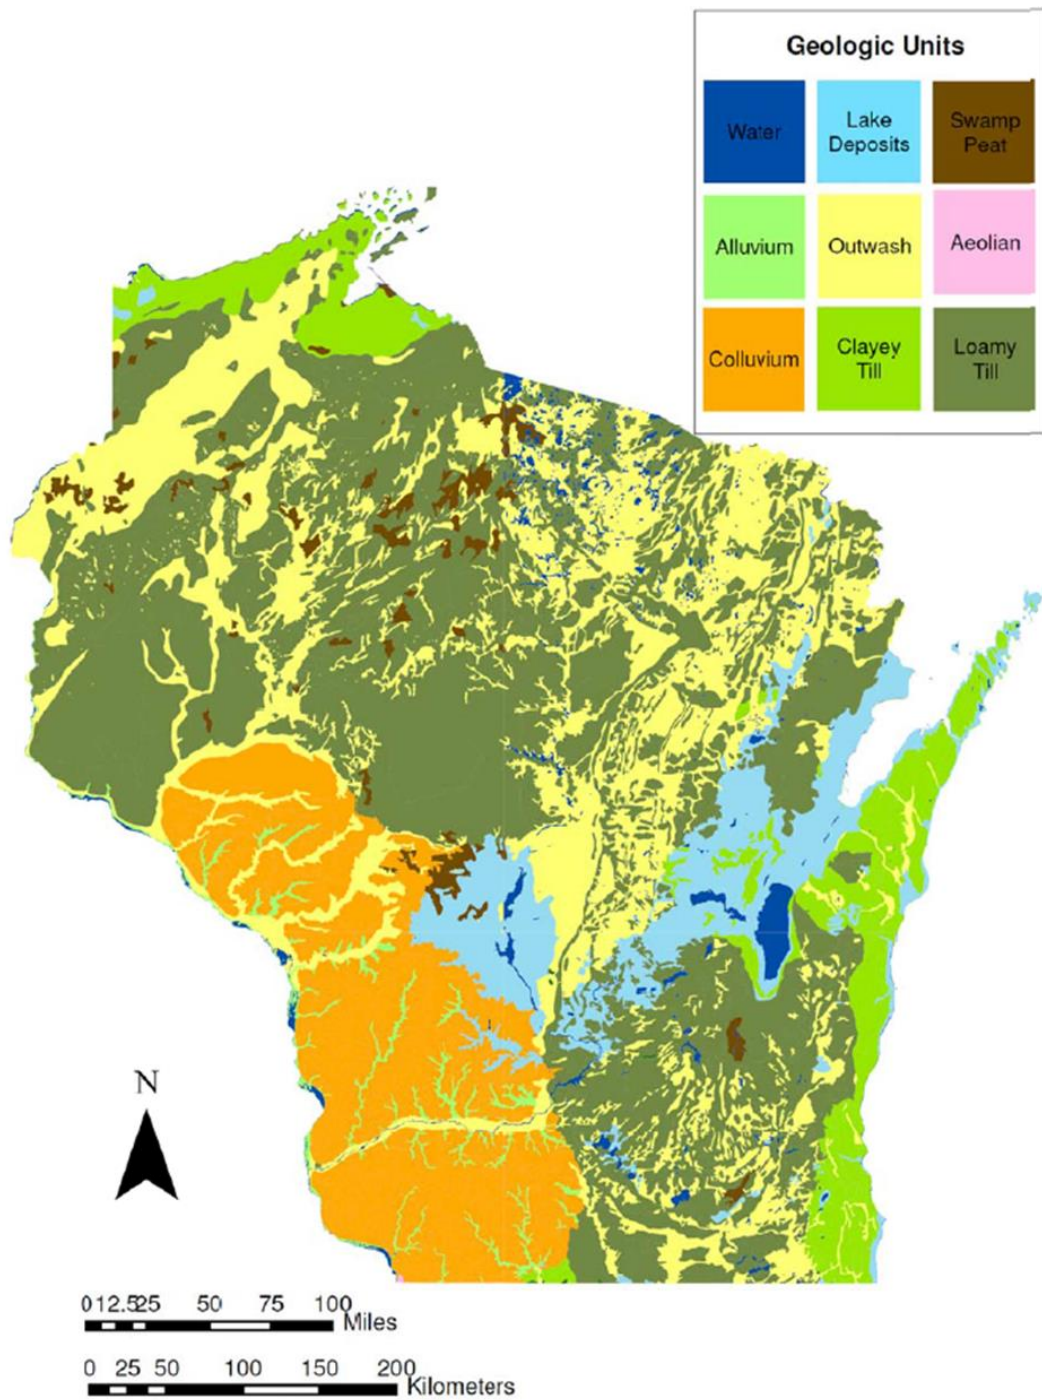 Geologic Units
Water
Lake
Deposits
Swamp
Peat
Alluvium
Outwash
Aeolian
Colluvium
Clayey
Till
Loamy
Till
N
0 12.5 25 50 75 100
Miles
0 25 50 100 150 200
Kilometers